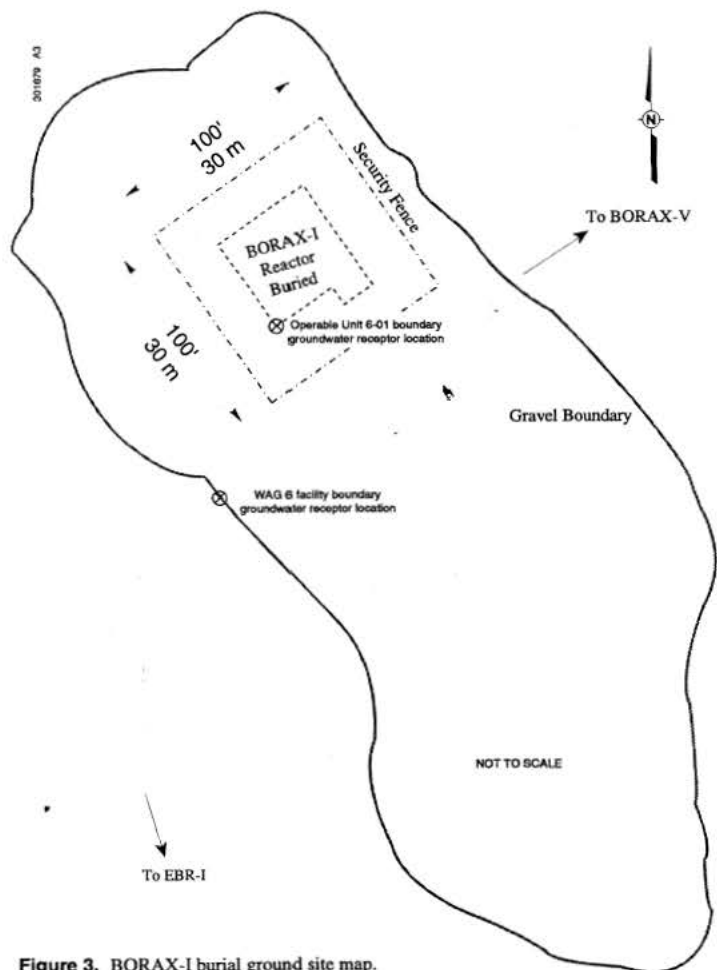 301679 A3
100'
30 m
Security Fence
N
To BORAX-V
BORAX-I
Reactor
Buried
Operable Unit 6-01 boundary
groundwater receptor location
100'
30 m
Gravel Boundary
WAG 6 facility boundary
groundwater receptor location
NOT TO SCALE
To EBR-I
Figure 3. BORAX-I burial ground site map.